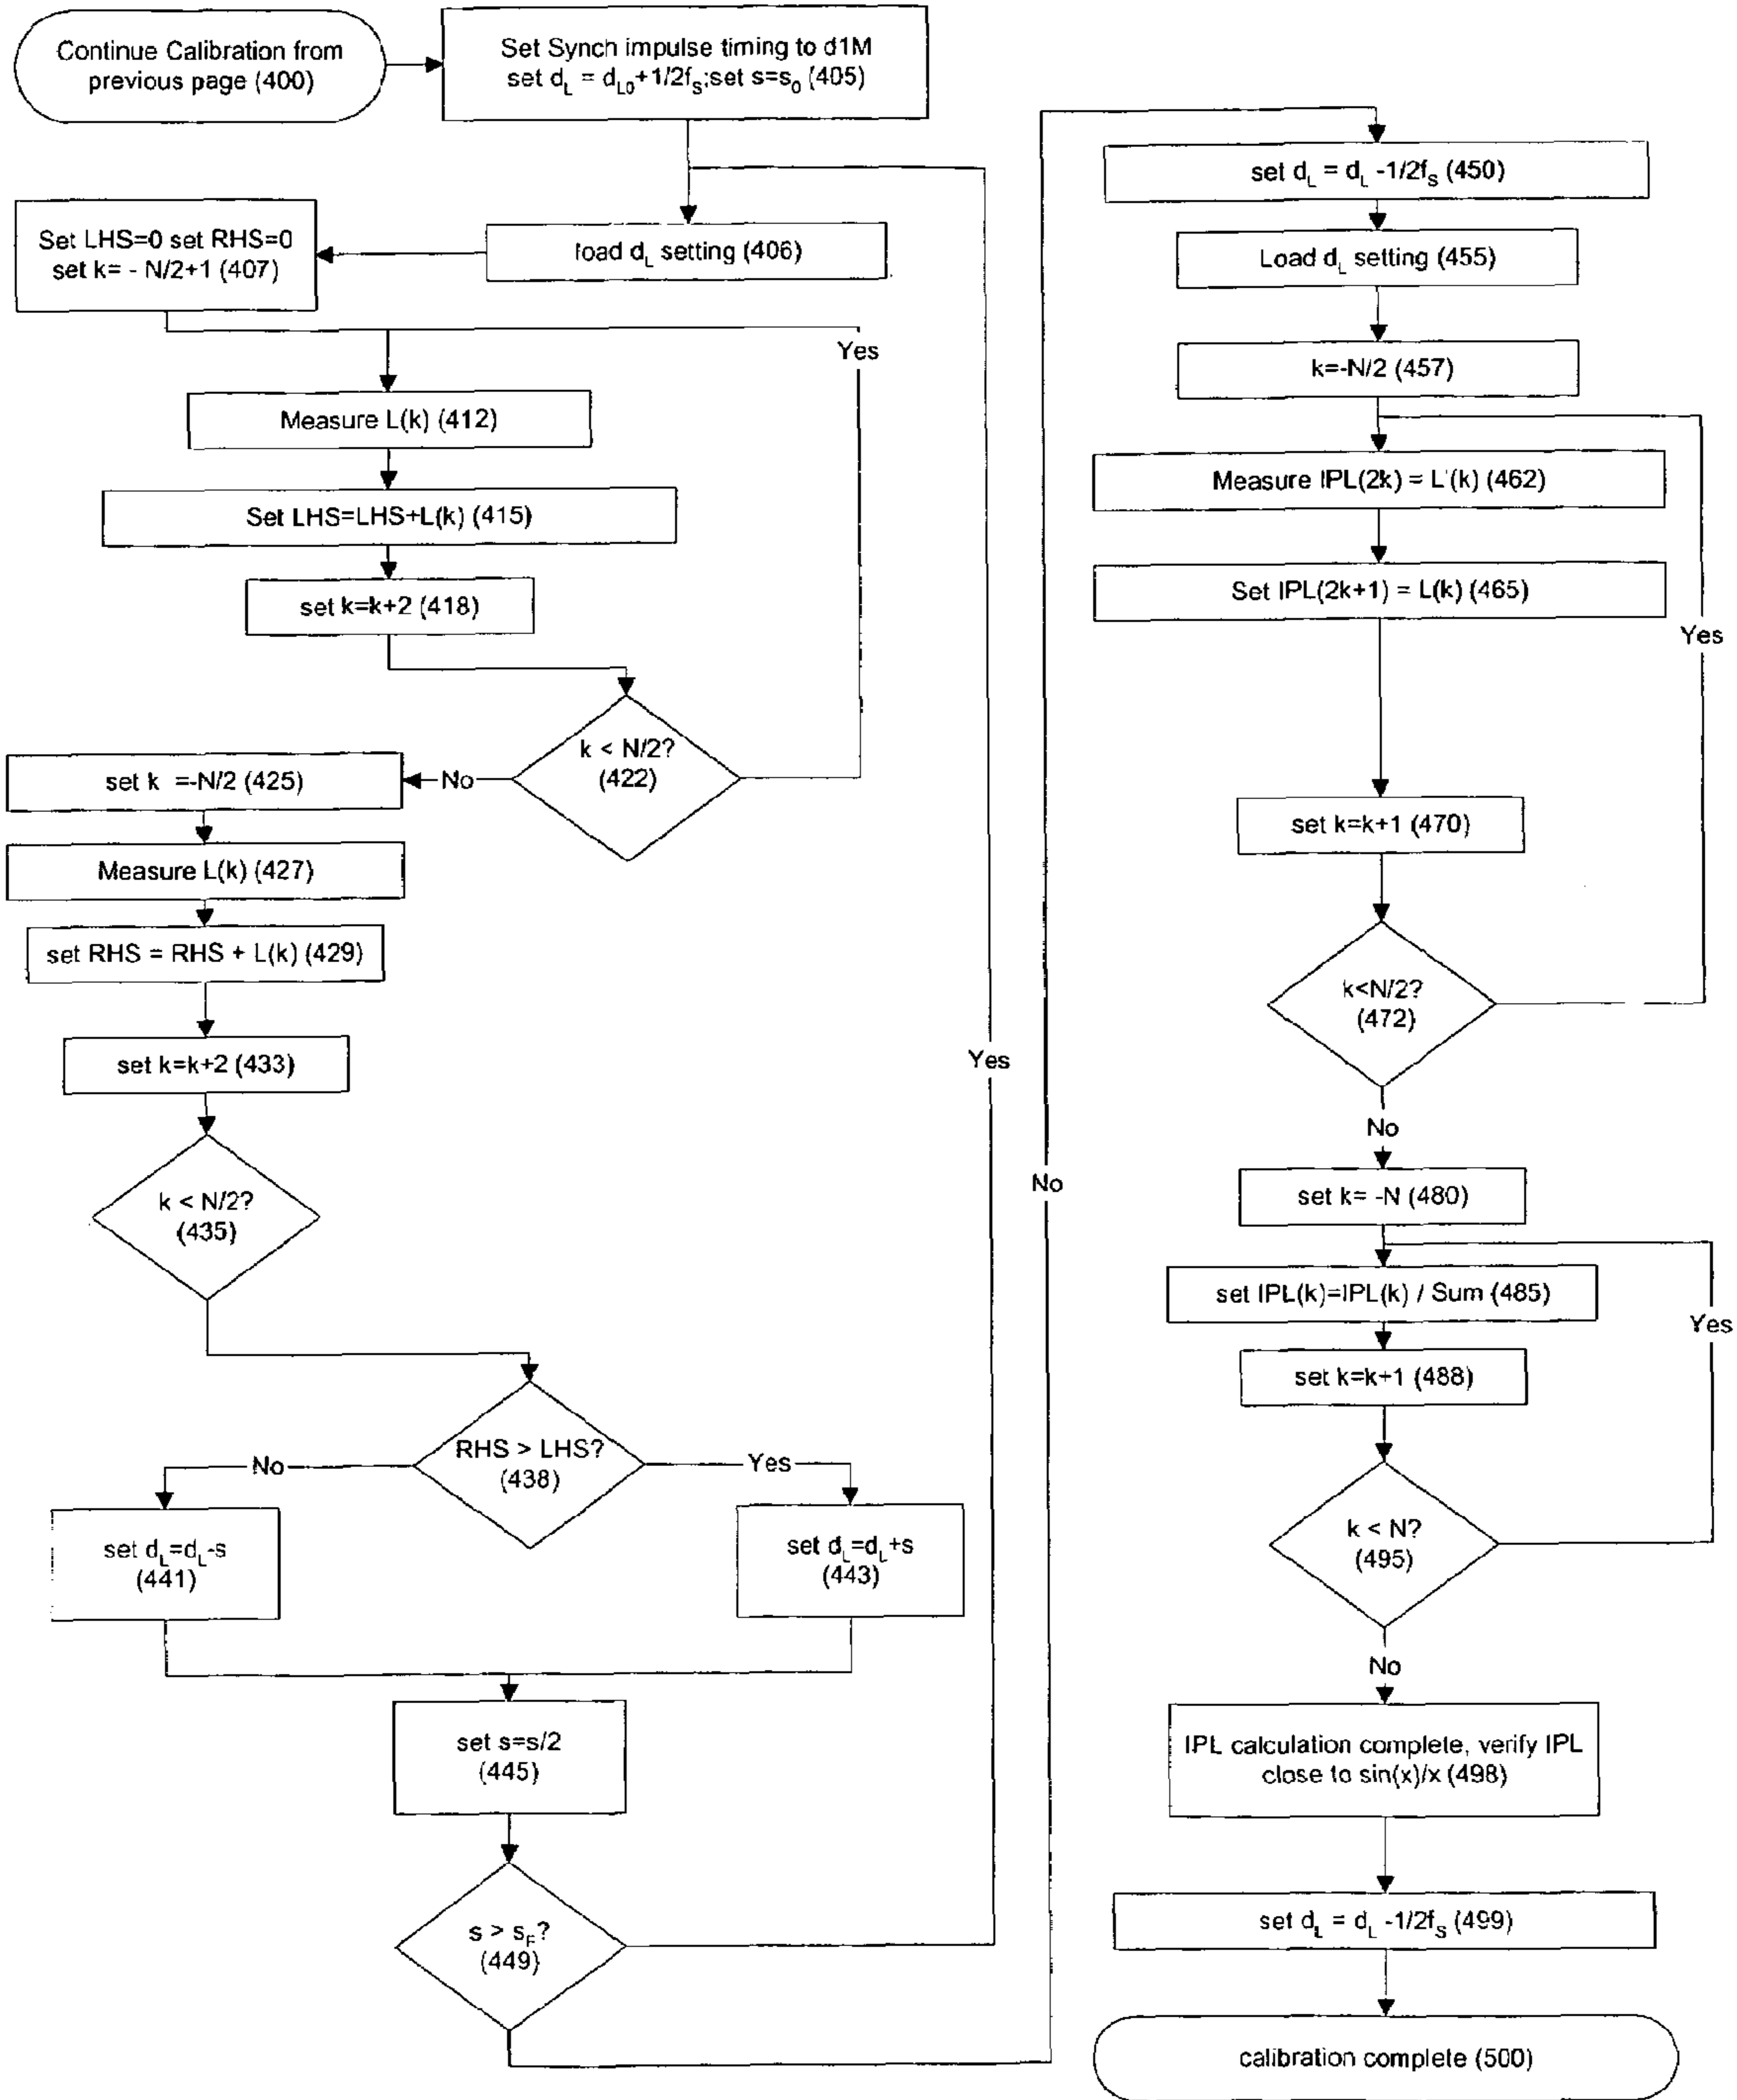 Continue Calibration from
previous page (400)
Set Synch impulse timing to d1M
set d_L = d_L0+1/2f_S;set s=s_0 (405)
load d_L setting (406)
Set LHS=0 set RHS=0
set k= - N/2+1 (407)
Yes
Measure L(k) (412)
Set LHS=LHS+L(k) (415)
set k=k+2 (418)
k < N/2?
(422)
No
set k =-N/2 (425)
Measure L(k) (427)
set RHS = RHS + L(k) (429)
set k=k+2 (433)
k < N/2?
(435)
RHS > LHS?
(438)
No
Yes
set d_L=d_L-s
(441)
set d_L=d_L+s
(443)
set s=s/2
(445)
s > s_F?
(449)
Yes
No
set d_L = d_L -1/2f_S (450)
Load d_L setting (455)
k=-N/2 (457)
Measure IPL(2k) = L'(k) (462)
Set IPL(2k+1) = L(k) (465)
Yes
set k=k+1 (470)
k<N/2?
(472)
No
set k= -N (480)
set IPL(k)=IPL(k) / Sum (485)
Yes
set k=k+1 (488)
k < N?
(495)
No
IPL calculation complete, verify IPL
close to sin(x)/x (498)
set d_L = d_L -1/2f_S (499)
calibration complete (500)